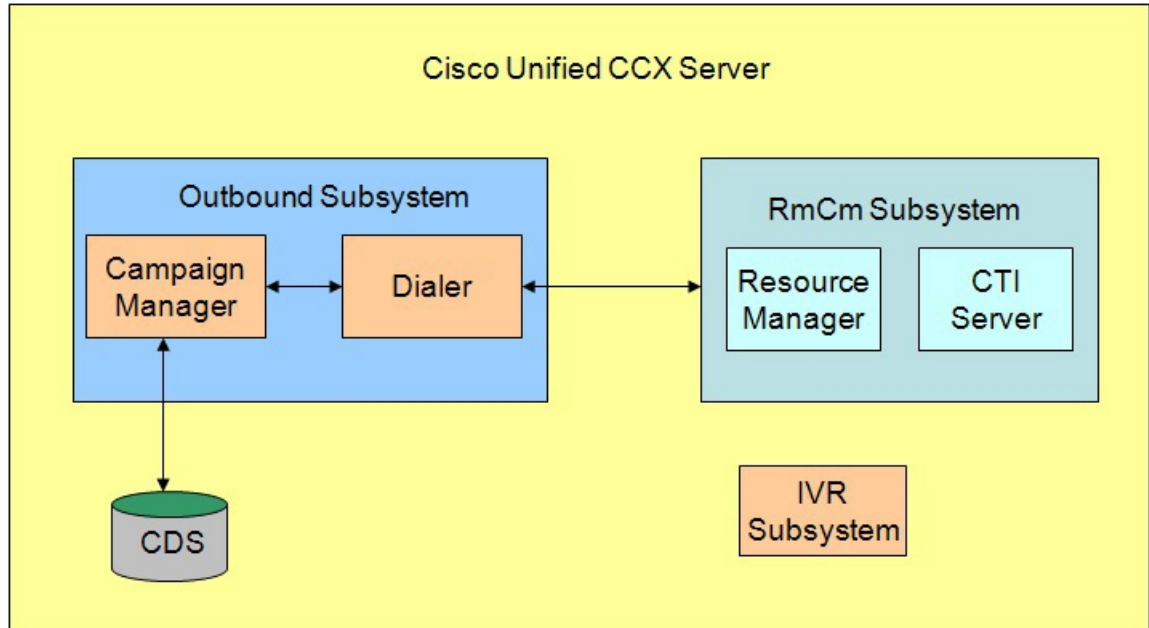 Cisco Unified CCX Server
Outbound Subsystem
Campaign
Manager
Dialer
RmCm Subsystem
Resource
Manager
CTI
Server
CDS
IVR
Subsystem